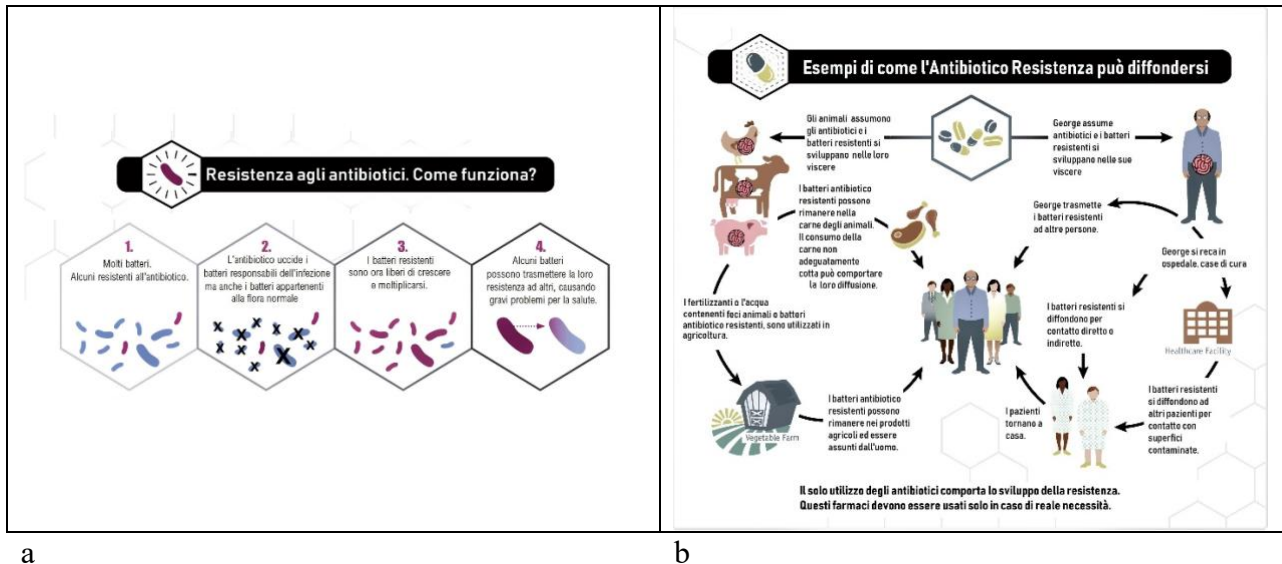 Resistenza agli antibiotici. Come funziona?
1.
Molti batteri.
Alcuni resistenti all'antibiotico.
2.
L'antibiotico uccide i
batteri responsabili dell'infezione
ma anche i batteri appartenenti
alla flora normale
3.
I batteri resistenti
sono ora liberi di crescere
e moltiplicarsi.
4.
Alcuni batteri
possono trasmettere la loro
resistenza ad altri, causando
gravi problemi per la salute.
a
Esempi di come l'Antibiotico Resistenza può diffondersi
Gli animali assumono
gli antibiotici e i
batteri resistenti si
sviluppano nelle loro
viscere
George assume
antibiotici e i batteri
resistenti si
sviluppano nelle sue
viscere
I batteri antibiotico
resistenti possono
rimanere nella
carne degli animali.
Il consumo della
carne non
adeguatamente
cotta può comportare
la loro diffusione.
George trasmette
i batteri resistenti
ad altre persone.
George si reca in
ospedale, case di cura
I fertilizzanti o l'acqua
contenenti feci animali o batteri
antibiotico resistenti, sono utilizzati in
agricoltura.
I batteri resistenti si
diffondono per
contatto diretto o
indiretto.
Healthcare Facility
Vegetable Farm
I batteri antibiotico
resistenti possono
rimanere nei prodotti
agricoli ed essere
assunti dall'uomo.
I pazienti
tornano a
casa.
I batteri resistenti
si diffondono ad
altri pazienti per
contatto con
superfici
contaminate.
Il solo utilizzo degli antibiotici comporta lo sviluppo della resistenza.
Questi farmaci devono essere usati solo in caso di reale necessità.
b